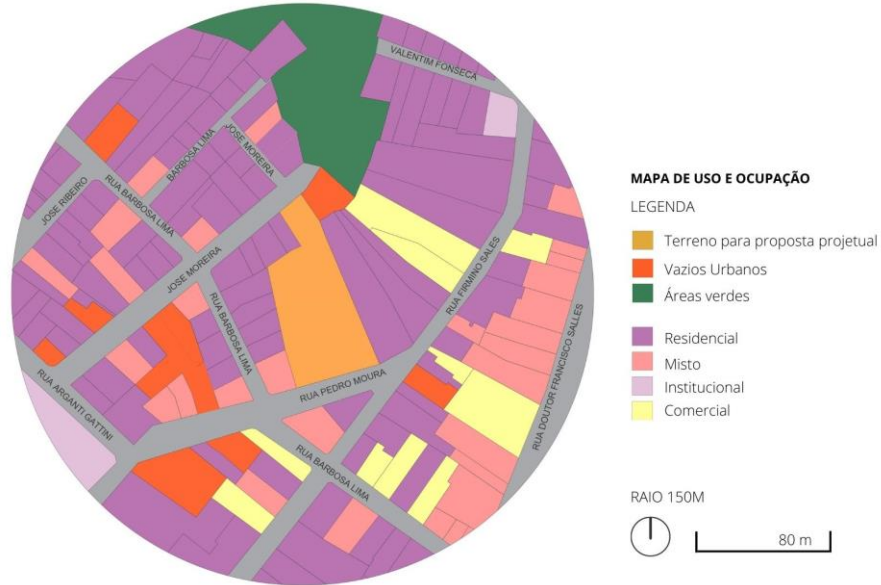 VALENTIM FONSECA
JOSE MOREIRA
BARBOSA LIMA
JOSE RIBEIRO
RUA BARBOSA LIMA
JOSE MOREIRA
RUA BARBOSA LIMA
RUA FIRMINO SALES
RUA PEDRO MOURA
RUA ARGANTI GATTINI
RUA BARBOSA LIMA
RUA DOUTOR FRANCISCO SALLES
MAPA DE USO E OCUPAÇÃO
LEGENDA
Terreno para proposta projetual
Vazios Urbanos
Áreas verdes
Residencial
Misto
Institucional
Comercial
RAIO 150M
80 m